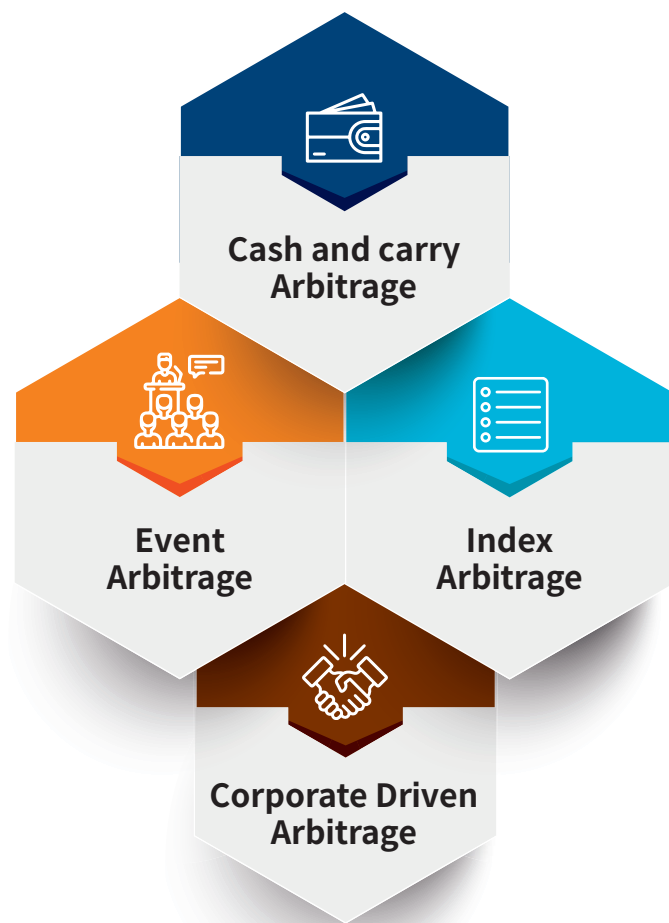 Cash and carry
Arbitrage
Event
Arbitrage
Index
Arbitrage
Corporate Driven
Arbitrage